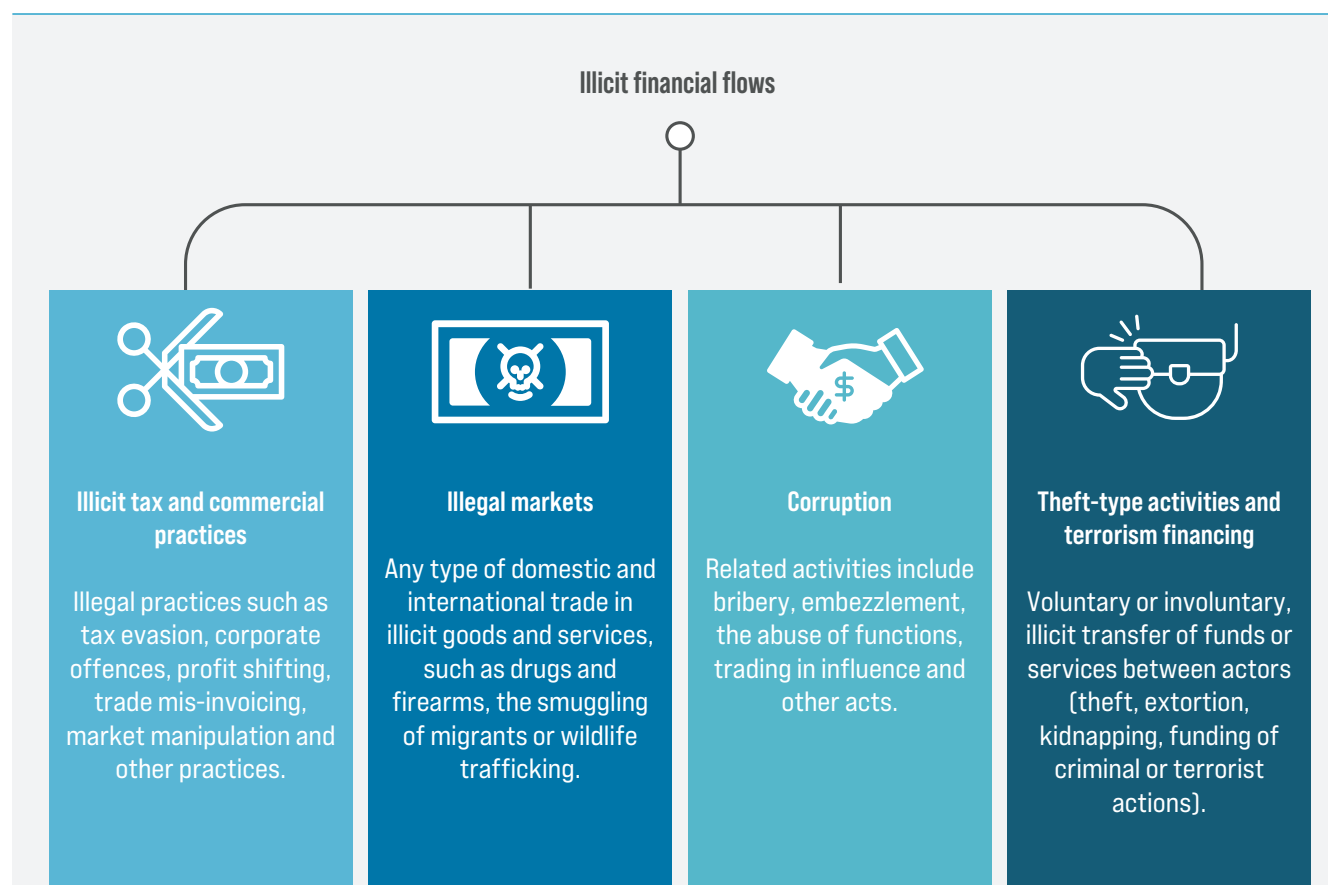 Illicit financial flows
Illicit tax and commercial
practices
Illegal practices such as
tax evasion, corporate
offences, profit shifting,
trade mis-invoicing,
market manipulation and
other practices.
Illegal markets
Any type of domestic and
international trade in
illicit goods and services,
such as drugs and
firearms, the smuggling
of migrants or wildlife
trafficking.
$
Corruption
Related activities include
bribery, embezzlement,
the abuse of functions,
trading in influence and
other acts.
Theft-type activities and
terrorism financing
Voluntary or involuntary,
illicit transfer of funds or
services between actors
(theft, extortion,
kidnapping, funding of
criminal or terrorist
actions).